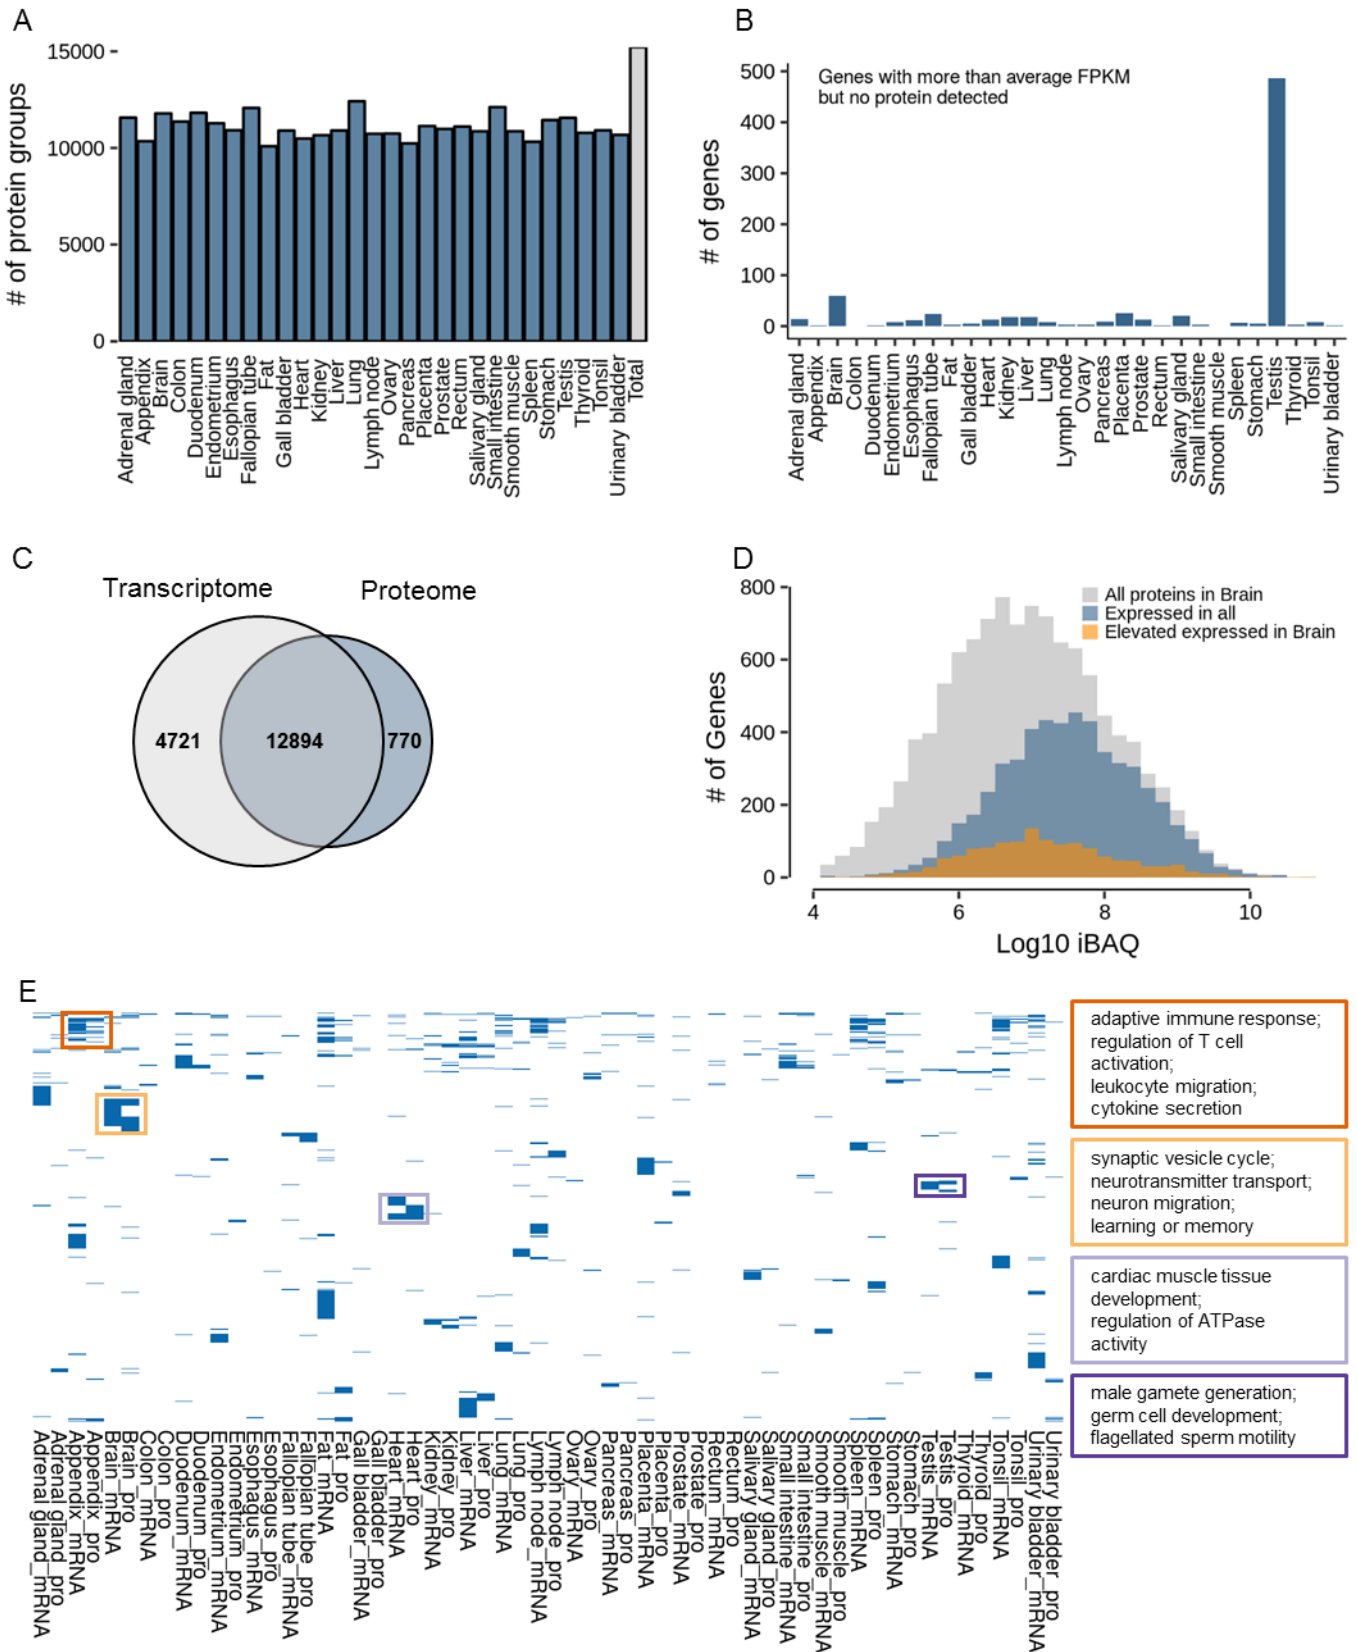 A
15000
10000
5000
0
# of protein groups
Adrenal gland
Appendix
Brain
Colon
Duodenum
Endometrium
Esophagus
Fallopian tube
Fat
Gall bladder
Heart
Kidney
Liver
Lung
Lymph node
Ovary
Pancreas
Placenta
Prostate
Rectum
Salivary gland
Small intestine
Smooth muscle
Spleen
Stomach
Testis
Thyroid
Tonsil
Urinary bladder
Total
B
Genes with more than average FPKM
but no protein detected
500
400
300
200
100
0
# of genes
Adrenal gland
Appendix
Brain
Colon
Duodenum
Endometrium
Esophagus
Fallopian tube
Fat
Gall bladder
Heart
Kidney
Liver
Lung
Lymph node
Ovary
Pancreas
Placenta
Prostate
Rectum
Salivary gland
Small intestine
Smooth muscle
Spleen
Stomach
Testis
Thyroid
Tonsil
Urinary bladder
C
Transcriptome
Proteome
4721
12894
770
D
800
600
400
200
0
# of Genes
All proteins in Brain
Expressed in all
Elevated expressed in Brain
4
6
8
10
Log10 iBAQ
E
adaptive immune response;
regulation of T cell
activation;
leukocyte migration;
cytokine secretion
synaptic vesicle cycle;
neurotransmitter transport;
neuron migration;
learning or memory
cardiac muscle tissue
development;
regulation of ATPase
activity
male gamete generation;
germ cell development;
flagellated sperm motility
Adrenal gland_mRNA
Adrenal gland_pro
Appendix_mRNA
Appendix_pro
Brain_mRNA
Brain_pro
Colon_mRNA
Colon_pro
Duodenum_mRNA
Duodenum_pro
Endometrium_mRNA
Endometrium_pro
Esophagus_mRNA
Esophagus_pro
Fallopian tube_mRNA
Fallopian tube_pro
Fat_mRNA
Fat_pro
Gall bladder_mRNA
Gall bladder_pro
Heart_mRNA
Heart_pro
Kidney_mRNA
Kidney_pro
Liver_mRNA
Liver_pro
Lung_mRNA
Lung_pro
Lymph node_mRNA
Lymph node_pro
Ovary_mRNA
Ovary_pro
Pancreas_mRNA
Pancreas_pro
Placenta_mRNA
Placenta_pro
Prostate_mRNA
Prostate_pro
Rectum_mRNA
Rectum_pro
Salivary gland_mRNA
Salivary gland_pro
Small intestine_mRNA
Small intestine_pro
Smooth muscle_mRNA
Smooth muscle_pro
Spleen_mRNA
Spleen_pro
Stomach_mRNA
Stomach_pro
Testis_mRNA
Testis_pro
Thyroid_mRNA
Thyroid_pro
Tonsil_mRNA
Tonsil_pro
Urinary bladder_mRNA
Urinary bladder_pro